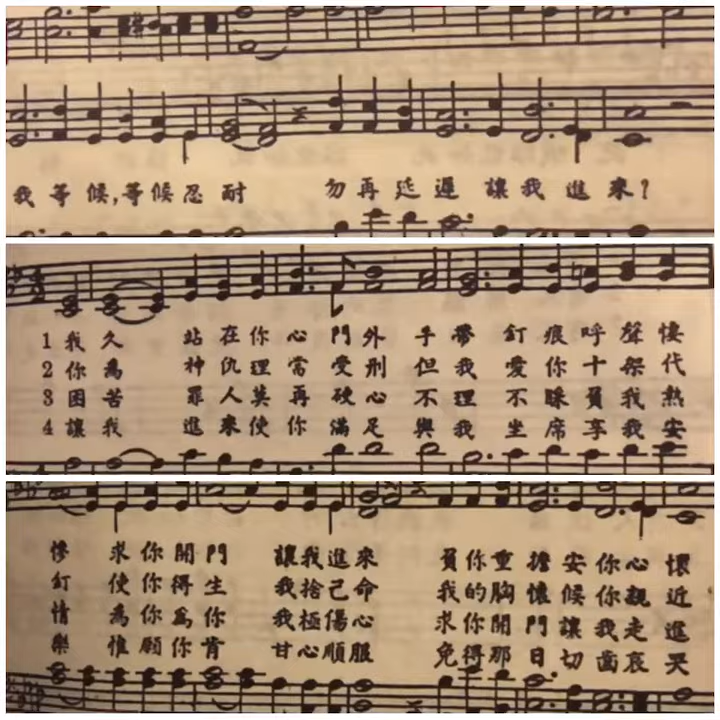 我等候,等候忍耐 勿再延遲 讓我進來?
1 我久 站在你心門外 手帶釘痕呼聲悽
2 你為 神仇理當受刑 但我愛你十架代
3 困苦 罪人莫再硬心 不理不睬負我熱
4 讓我 進來使你滿足 與我坐席享我安
慘 求你開門 讓我進來 負你重擔安你心懷
釘 使你得生 我捨己命 我的胸懷候你親近
情 為你為你 我極傷心 求你開門讓我走進
樂 惟願你肯 甘心順服 免得那日切齒哀哭